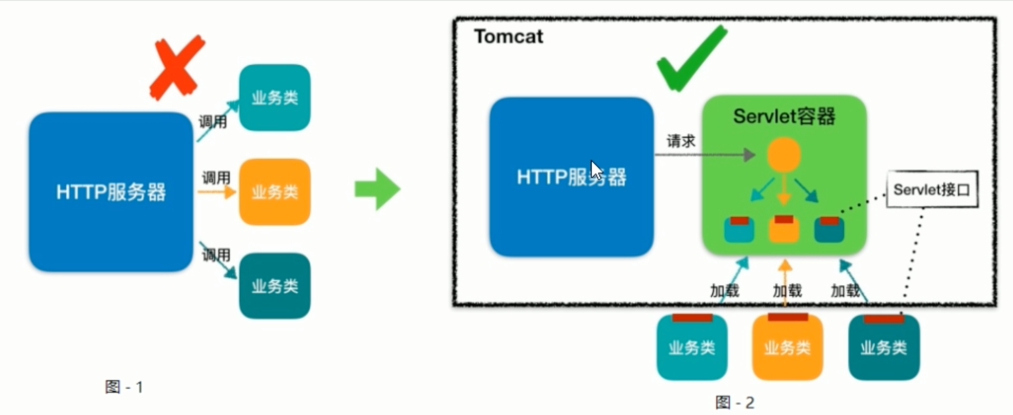 业务类
调用
HTTP服务器
调用
业务类
调用
业务类
图 - 1
Tomcat
HTTP服务器
请求
Servlet容器
Servlet接口
加载
加载
加载
业务类
业务类
业务类
图 - 2